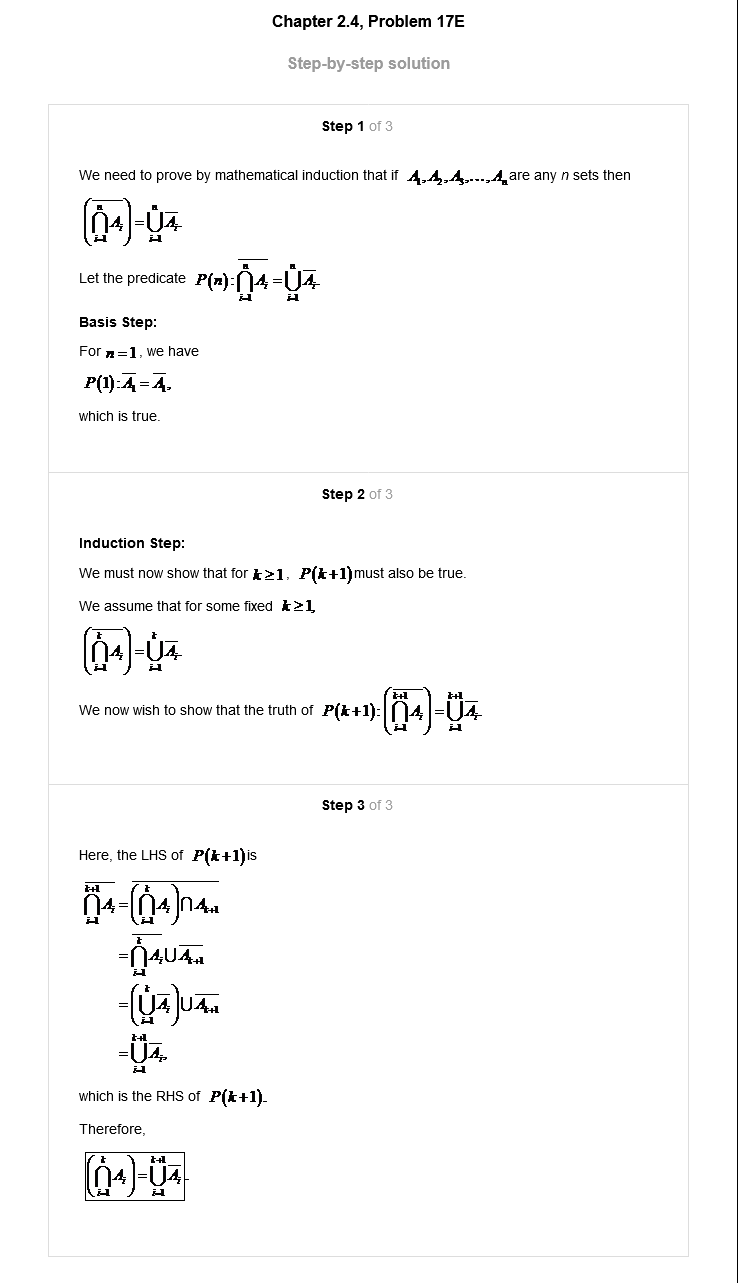 Chapter 2.4, Problem 17E
Step-by-step solution
Step 1 of 3
We need to prove by mathematical induction that if A₁, A₂, A₃, ..., Aₙ are any n sets then
$\left(\overline{\bigcap_{i=1}^{n} A_i}\right) = \bigcup_{i=1}^{n} \overline{A_i}$
Let the predicate $P(n): \overline{\bigcap_{i=1}^{n} A_i} = \bigcup_{i=1}^{n} \overline{A_i}$
Basis Step:
For n = 1, we have
$P(1): \overline{A_1} = \overline{A_1},$
which is true.
Step 2 of 3
Induction Step:
We must now show that for k ≥ 1, P(k+1) must also be true.
We assume that for some fixed k ≥ 1,
$\left(\overline{\bigcap_{i=1}^{k} A_i}\right) = \bigcup_{i=1}^{k} \overline{A_i}$
We now wish to show that the truth of $P(k+1): \left(\overline{\bigcap_{i=1}^{k+1} A_i}\right) = \bigcup_{i=1}^{k+1} \overline{A_i}$
Step 3 of 3
Here, the LHS of P(k+1) is
$\overline{\bigcap_{i=1}^{k+1} A_i} = \overline{\left(\bigcap_{i=1}^{k} A_i\right) \cap A_{k+1}}$
$= \overline{\bigcap_{i=1}^{k} A_i} \cup \overline{A_{k+1}}$
$= \left(\bigcup_{i=1}^{k} \overline{A_i}\right) \cup \overline{A_{k+1}}$
$= \bigcup_{i=1}^{k+1} \overline{A_i},$
which is the RHS of P(k+1).
Therefore,
$\left(\bigcap_{i=1}^{k} A_i\right) = \bigcup_{i=1}^{k+1} \overline{A_i}.$